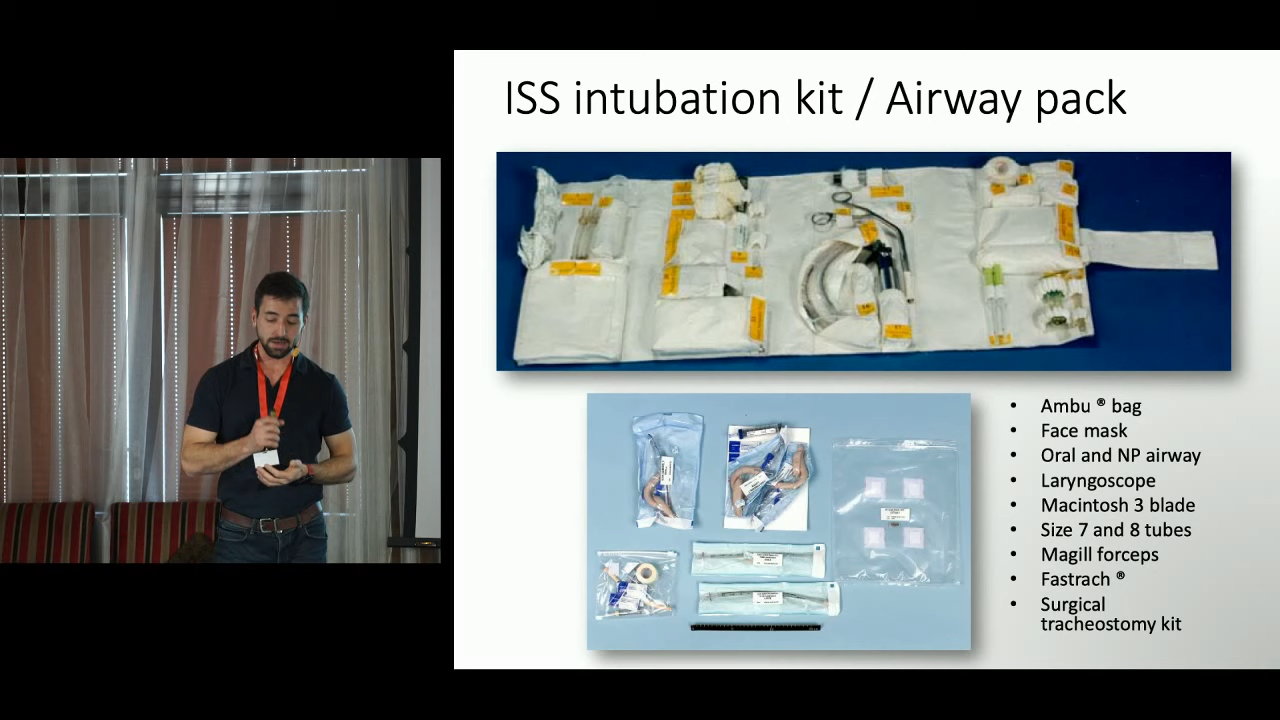 ISS intubation kit / Airway pack
• Ambu ® bag
• Face mask
• Oral and NP airway
• Laryngoscope
• Macintosh 3 blade
• Size 7 and 8 tubes
• Magill forceps
• Fastrach ®
• Surgical
tracheostomy kit